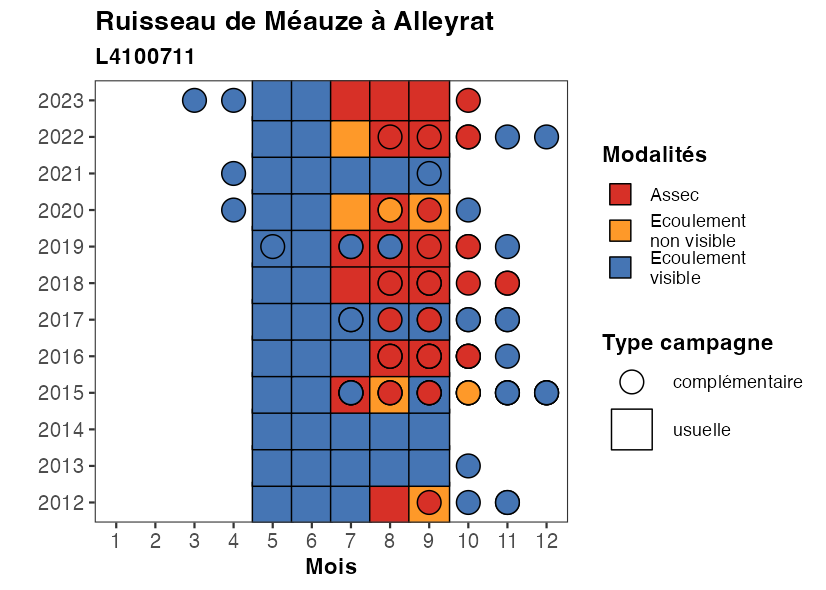 Ruisseau de Méauze à Alleyrat
L4100711
2023
2022
2021
2020
2019
2018
2017
2016
2015
2014
2013
2012
1 2 3 4 5 6 7 8 9 10 11 12
Mois
Modalités
Assec
Ecoulement
non visible
Ecoulement
visible
Type campagne
complémentaire
usuelle